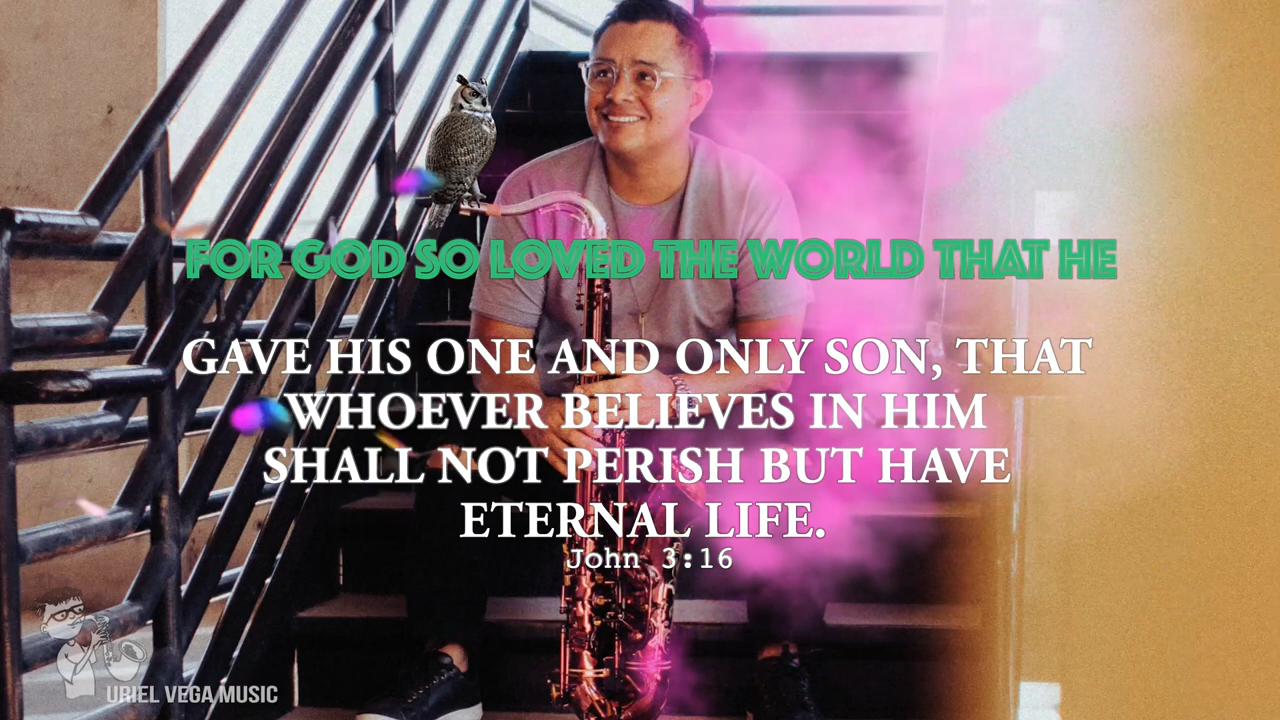 FOR GOD SO LOVED THE WORLD THAT HE
GAVE HIS ONE AND ONLY SON, THAT
WHOEVER BELIEVES IN HIM
SHALL NOT PERISH BUT HAVE
ETERNAL LIFE.
John 3:16
URIEL VEGA MUSIC